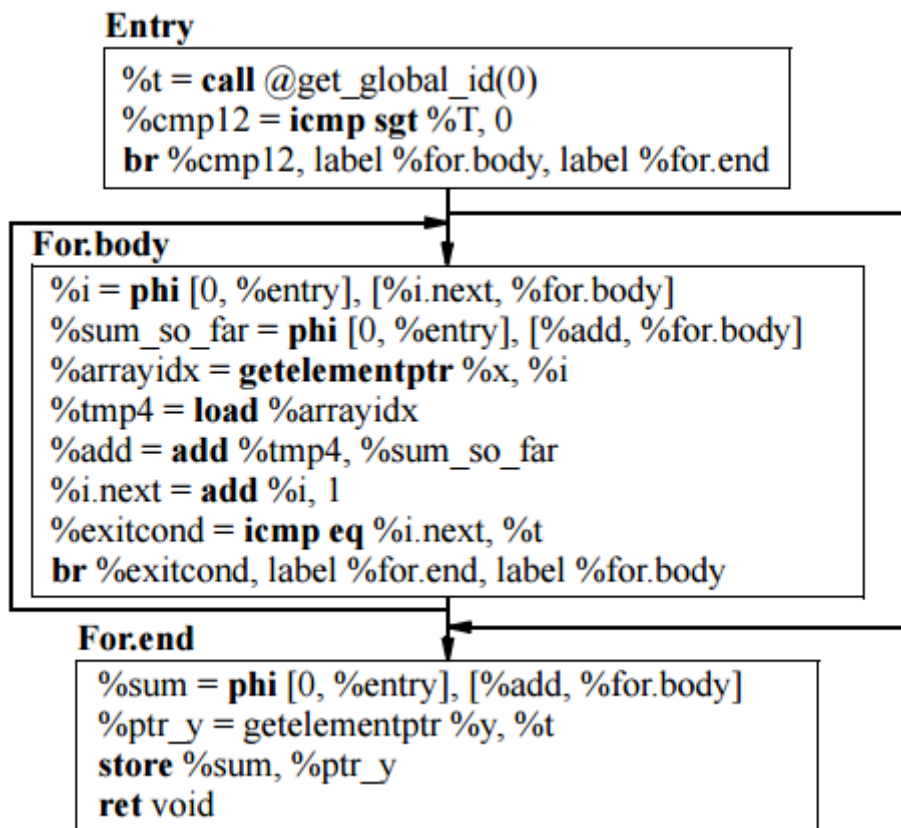 Entry
%t = call @get_global_id(0)
%cmp12 = icmp sgt %T, 0
br %cmp12, label %for.body, label %for.end
For.body
%i = phi [0, %entry], [%i.next, %for.body]
%sum_so_far = phi [0, %entry], [%add, %for.body]
%arrayidx = getelementptr %x, %i
%tmp4 = load %arrayidx
%add = add %tmp4, %sum_so_far
%i.next = add %i, 1
%exitcond = icmp eq %i.next, %t
br %exitcond, label %for.end, label %for.body
For.end
%sum = phi [0, %entry], [%add, %for.body]
%ptr_y = getelementptr %y, %t
store %sum, %ptr_y
ret void